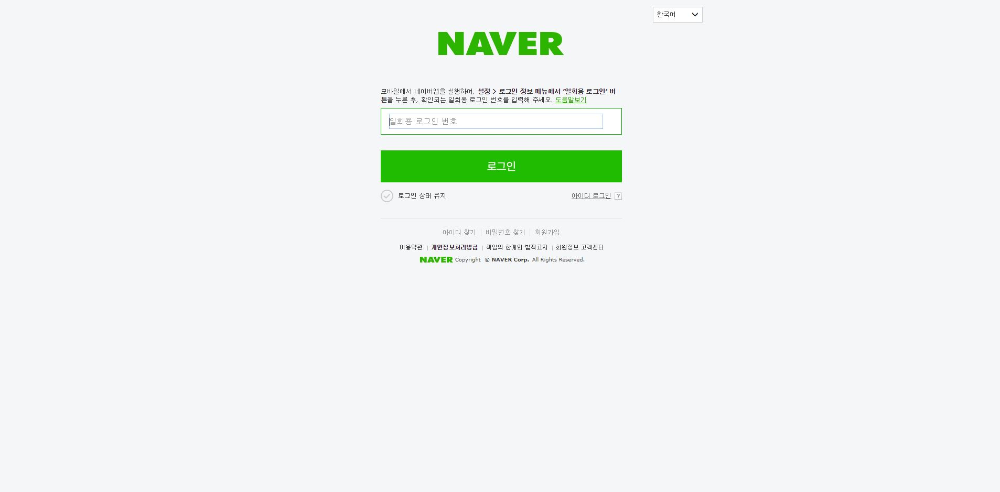 한국어
NAVER
모바일에서 네이버앱을 실행하여, 설정 > 로그인 정보 메뉴에서 ‘일회용 로그인’ 버
튼을 누른 후, 확인되는 일회용 로그인 번호를 입력해 주세요. 도움말보기
일회용 로그인 번호
로그인
로그인 상태 유지 아이디 로그인 ?
아이디 찾기 비밀번호 찾기 회원가입
이용약관 개인정보처리방침 책임의 한계와 법적고지 회원정보 고객센터
NAVER Copyright © NAVER Corp. All Rights Reserved.